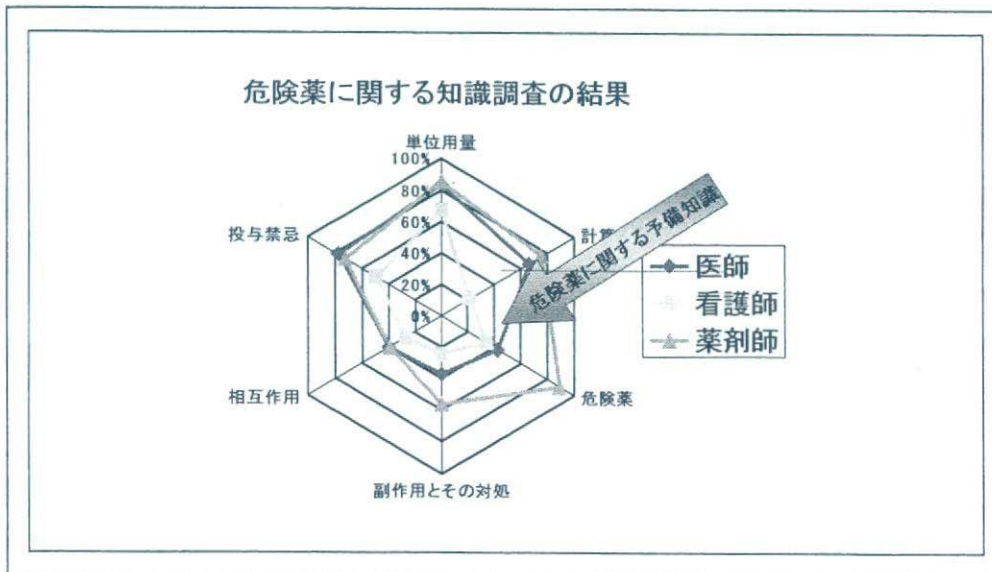 危険薬に関する知識調査の結果
単位用量
100%
80%
60%
40%
20%
0%
計算
危険薬
副作用とその対処
相互作用
投与禁忌
危険薬に関する予備知識
医師
看護師
薬剤師